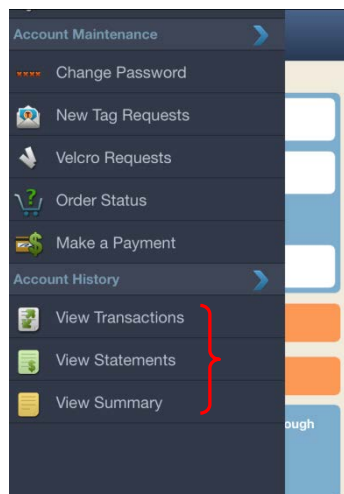 Account Maintenance
Change Password
New Tag Requests
Velcro Requests
Order Status
Make a Payment
Account History
View Transactions
View Statements
View Summary
ough